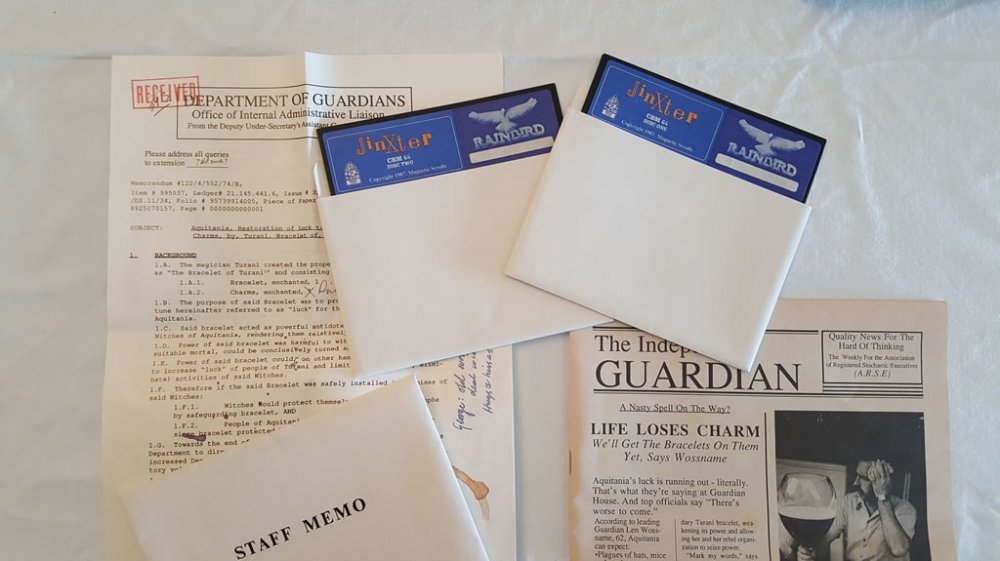 RECEIVED
DEPARTMENT OF GUARDIANS
Office of Internal Administrative Liaison
From the Deputy Under-Secretary's Assistant
Please address all queries
to extension
Memorandum #122/4/552/74/B,
Item # 995037, Ledger# 21.145.441.6, Issue #
/DS.11/34, Folio # 95739914005, Piece of Paper
8925070157, Page # 0000000000001
SUBJECT: Aquitania, Restoration of luck
Charms, by, Turani, Bracelet of,
1. BACKGROUND
1.A. The magician Turani created the
as "The Bracelet of Turani" and consisting
1.A.1. Bracelet, enchanted, 1
1.A.2. Charms, enchanted,
1.B. The purpose of said Bracelet was to
tune hereinafter referred to as "luck" for
Aquitania.
1.C. Said bracelet acted as powerful antidote
Witches of Aquitania, rendering them
1.D. Power of said bracelet was harmful to
suitable mortal, could be conclusively turned
1.E. Power of said bracelet could, on other
to increase "luck" of people of Turani and limit
activities of said Witches.
1.F. Therefore if the said Bracelet was safely installed
said Witches:
1.F.1. Witches could protect
by safeguarding bracelet, AND
1.F.2. People of
bracelet
1.G. Towards the end of
Department to
increased
STAFF MEMO
JinXter
CBM 64
DISC TWO
Copyright 1987. Magnetic Scrolls
RAINBIRD
JinXter
CBM 64
DISC ONE
Copyright 1987. Magnetic Scrolls
RAINBIRD
The
GUARDIAN
Quality News For The
Hard Of Thinking
The Weekly For the Association
of Registered Stochastic Executives
(A.R.S.E)
A Nasty Spell On The Way?
LIFE LOSES CHARM
We'll Get The Bracelets On Them
Yet, Says Wossname
Aquitania's luck is running out - literally.
That's what they're saying at Guardian
House. And top officials say "There's
worse to come."
According to leading
Guardian Len Woss-
name, 62, Aquitania
can expect:
•Plagues of bats, mice
dary Turani bracelet, wea-
kening its power and allow-
ing her and her rebel organi-
zation to seize power.
"Mark my words," says